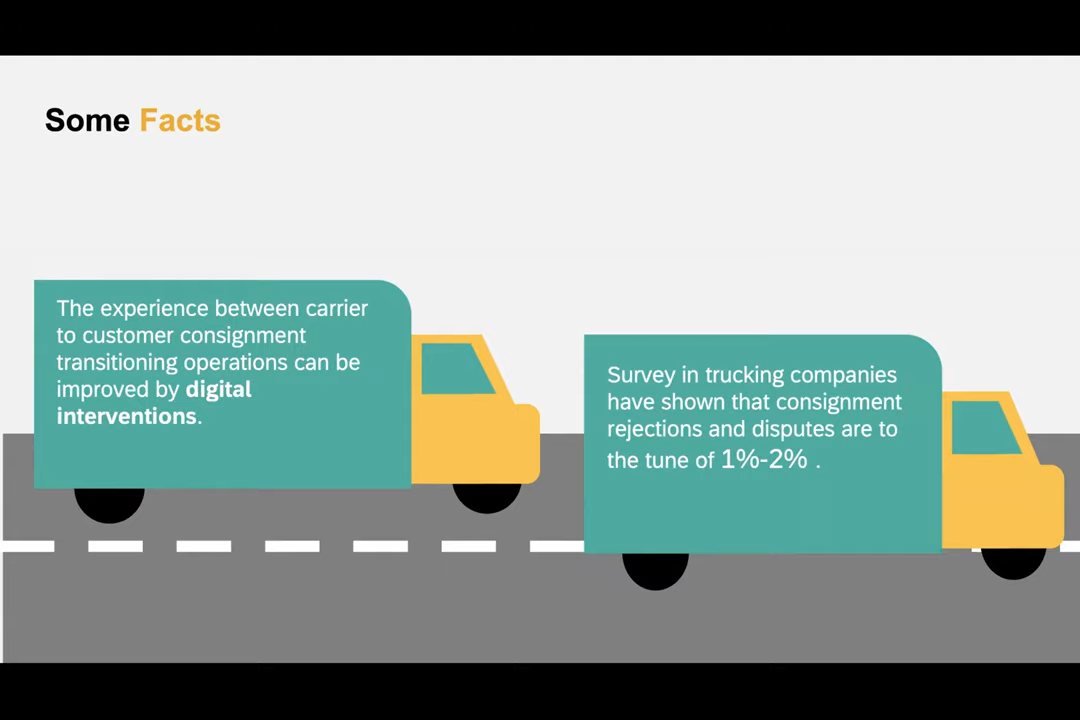 Some Facts
The experience between carrier
to customer consignment
transitioning operations can be
improved by digital
interventions.
Survey in trucking companies
have shown that consignment
rejections and disputes are to
the tune of 1%-2% .